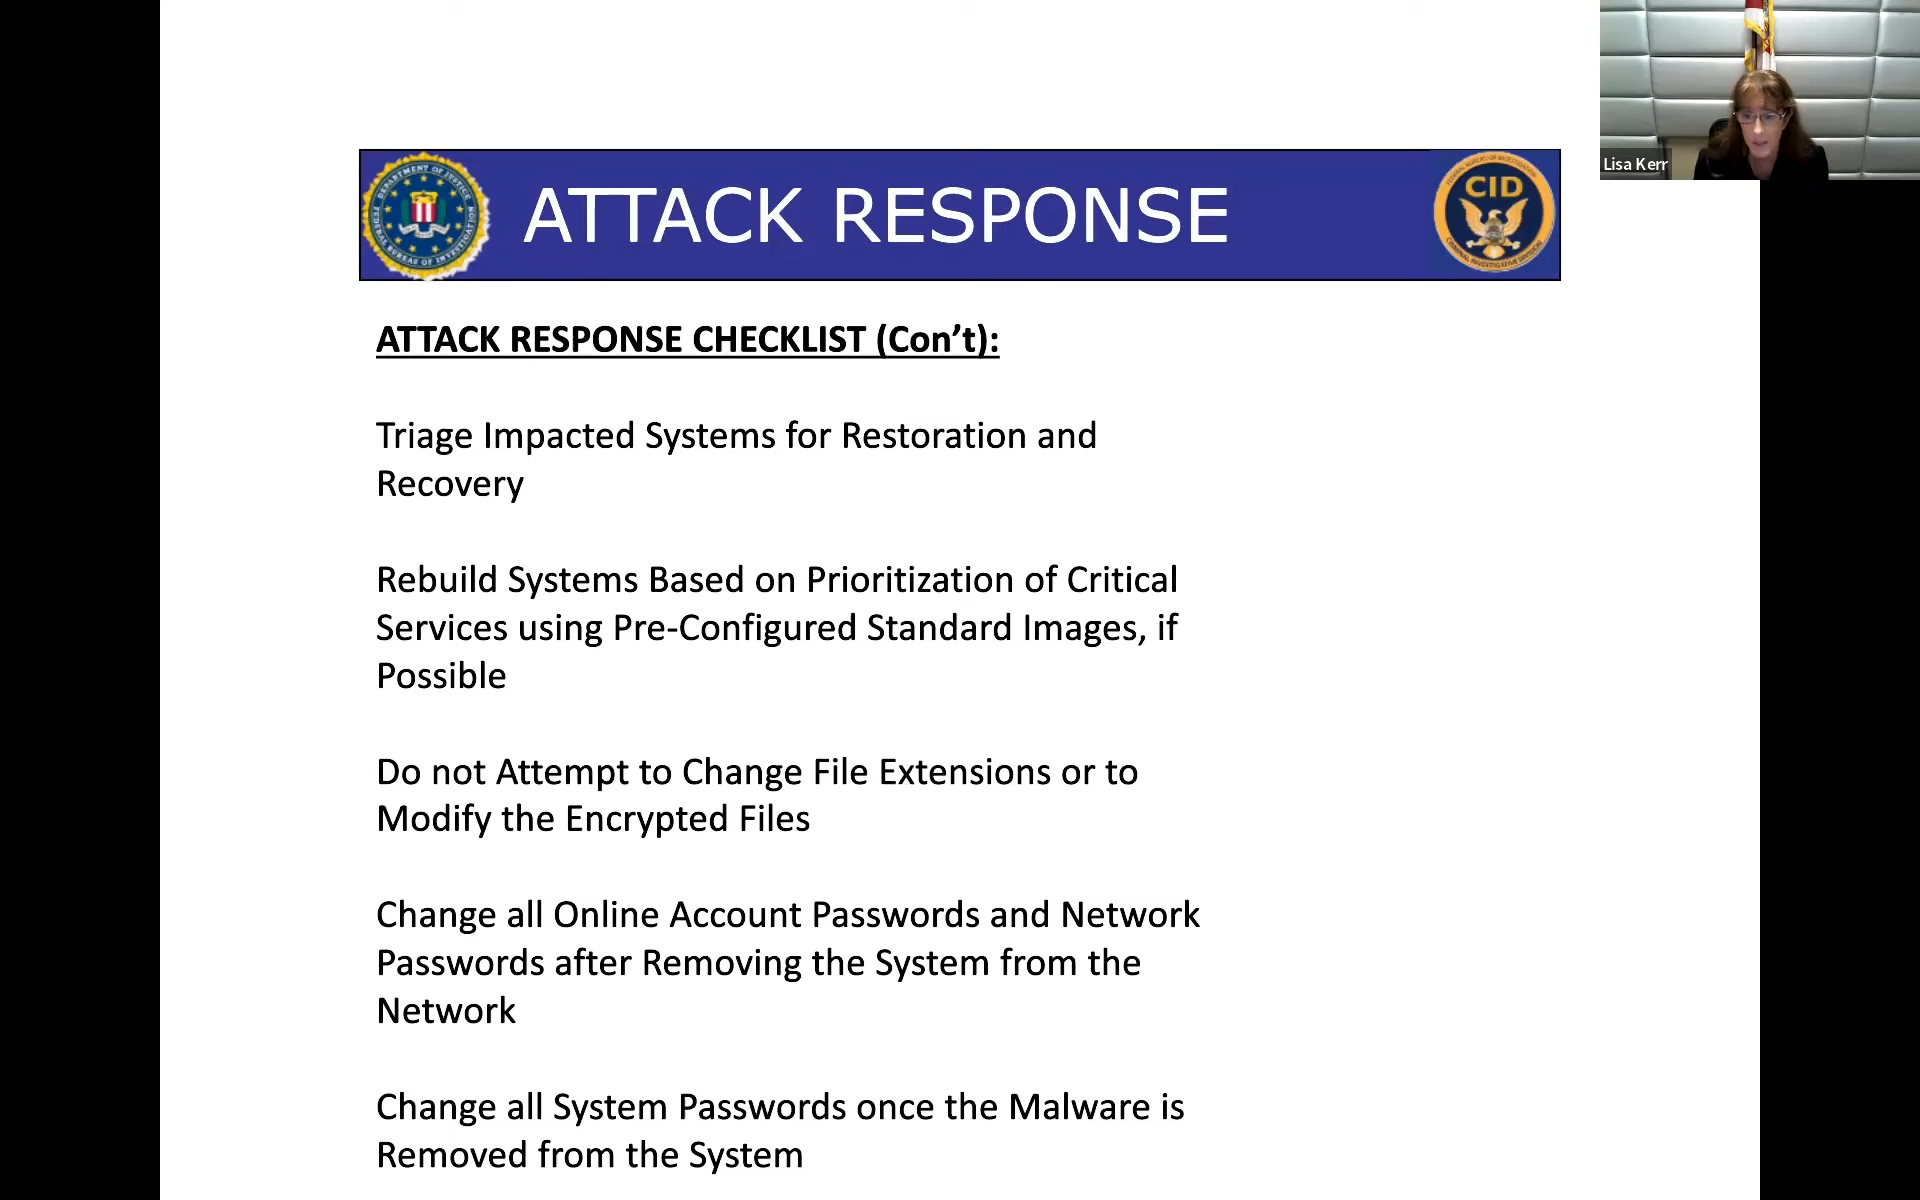 ATTACK RESPONSE
CID
Lisa Kerr
ATTACK RESPONSE CHECKLIST (Con’t):
Triage Impacted Systems for Restoration and
Recovery
Rebuild Systems Based on Prioritization of Critical
Services using Pre-Configured Standard Images, if
Possible
Do not Attempt to Change File Extensions or to
Modify the Encrypted Files
Change all Online Account Passwords and Network
Passwords after Removing the System from the
Network
Change all System Passwords once the Malware is
Removed from the System